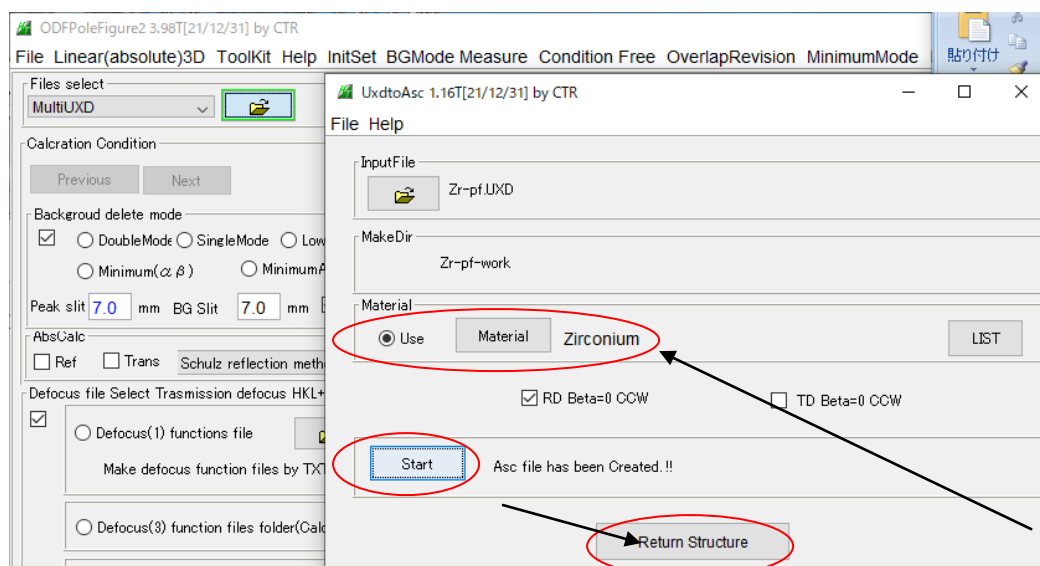 ODFPoleFigure2 3.98T[21/12/31] by CTR
File Linear(absolute)3D ToolKit Help InitSet BGMode Measure Condition Free OverlapRevision MinimumMode
貼り付け
Files select
MultiUXD
Calcration Condition
Previous Next
Backgroud delete mode
DoubleMode SingleMode Low
Minimum(αβ) MinimumA
Peak slit 7.0 mm BG Slit 7.0 mm
AbsCalc
Ref Trans Schulz reflection meth
Defocus file Select Trasmission defocus HKL+
Defocus(1) functions file
Make defocus function files by TXT
Defocus(3) function files folder(Calc
UxdtoAsc 1.16T[21/12/31] by CTR
File Help
InputFile
Zr-pf.UXD
MakeDir
Zr-pf-work
Material
Use Material Zirconium LIST
RD Beta=0 CCW TD Beta=0 CCW
Start Asc file has been Created.!!
Return Structure